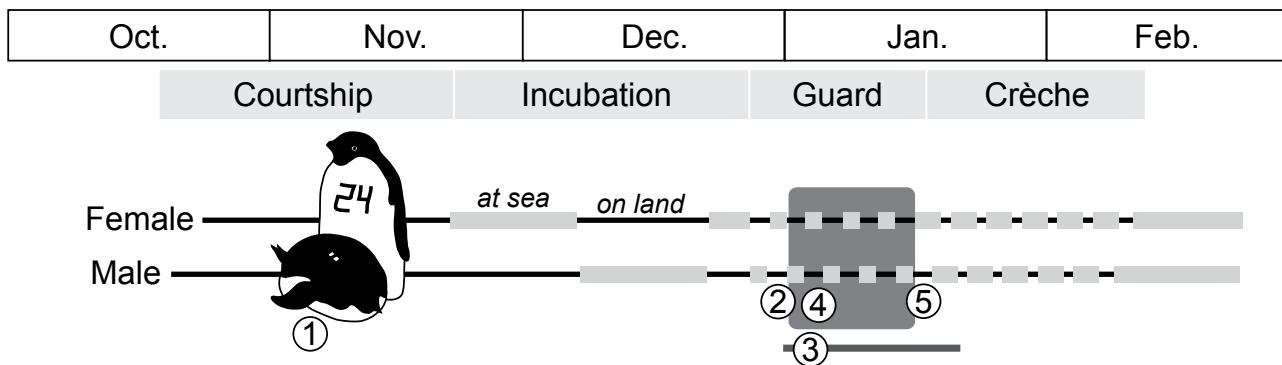 Oct. Nov. Dec. Jan. Feb.
Courtship Incubation Guard Crèche
24
at sea on land
Female
Male
② ④ ⑤
①
③